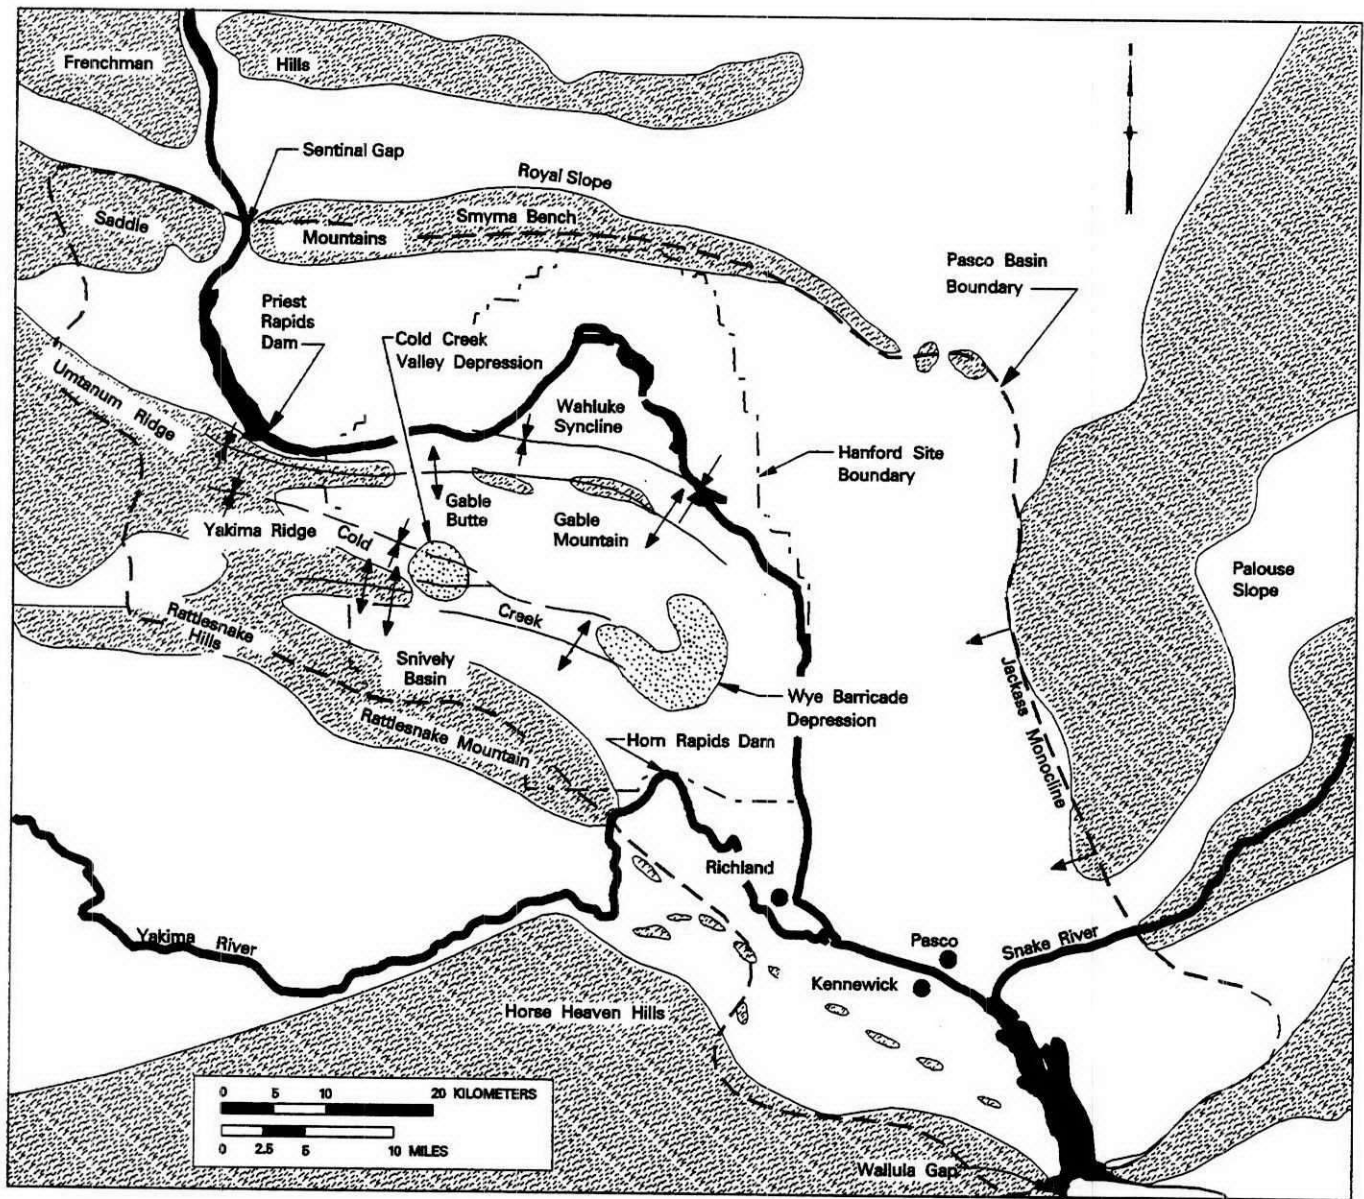 Frenchman
Hills
Sentinal Gap
Royal Slope
Saddle
Smyrna Bench
Mountains
Pasco Basin
Boundary
Priest
Rapids
Dam
Cold Creek
Valley Depression
Umtanum Ridge
Wahluke
Syncline
Hanford Site
Boundary
Gable
Butte
Gable
Mountain
Yakima Ridge
Cold
Palouse
Slope
Creek
Rattlesnake
Hills
Snively
Basin
Jackass Monocline
Wye Barricade
Depression
Rattlesnake Mountain
Horn Rapids Dam
Richland
Yakima River
Pasco
Snake River
Kennewick
Horse Heaven Hills
0 5 10 20 KILOMETERS
0 2.5 5 10 MILES
Wallula Gap